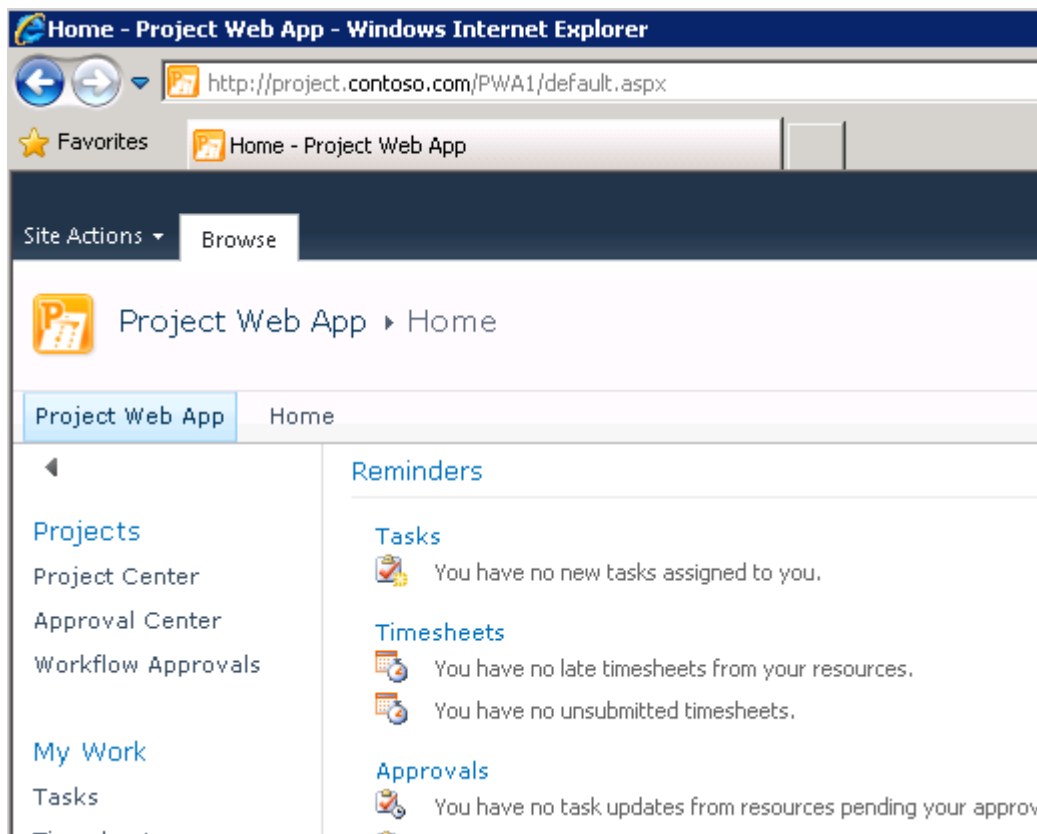 Home - Project Web App - Windows Internet Explorer
http://project.contoso.com/PWA1/default.aspx
Favorites
Home - Project Web App
Site Actions
Browse
Project Web App ▸ Home
Project Web App
Home
Reminders
Projects
Project Center
Approval Center
Workflow Approvals
My Work
Tasks
Tasks
You have no new tasks assigned to you.
Timesheets
You have no late timesheets from your resources.
You have no unsubmitted timesheets.
Approvals
You have no task updates from resources pending your approv